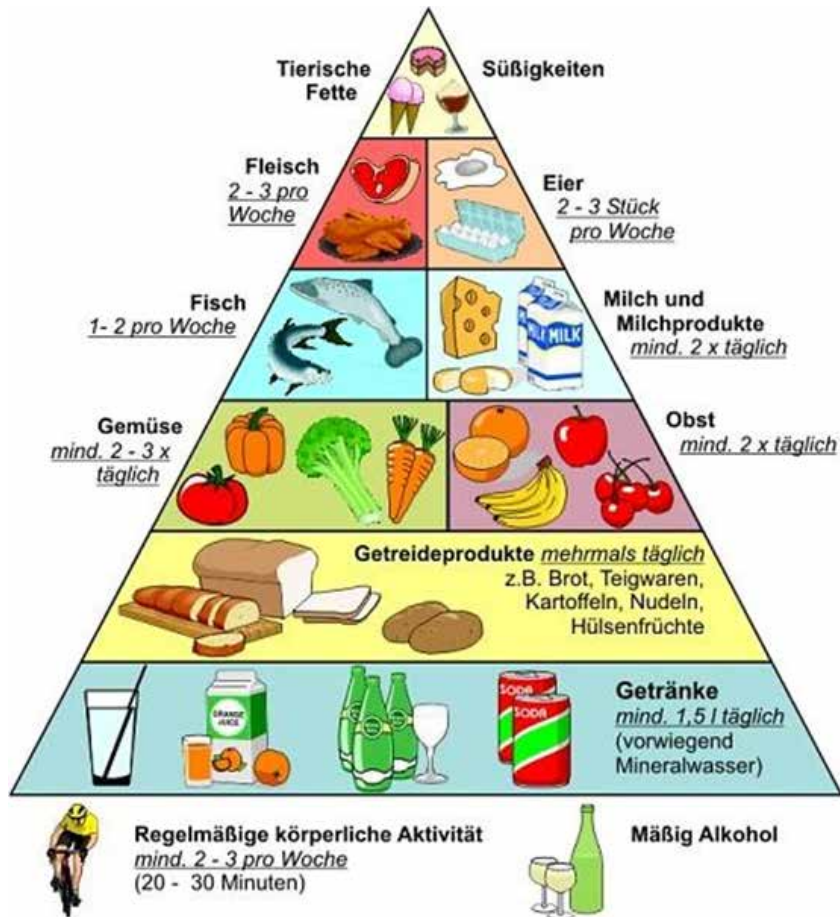 Tierische
Fette
Süßigkeiten
Fleisch
2 - 3 pro
Woche
Eier
2 - 3 Stück
pro Woche
Fisch
1- 2 pro Woche
Milch und
Milchprodukte
mind. 2 x täglich
MILK
MILK
Gemüse
mind. 2 - 3 x
täglich
Obst
mind. 2 x täglich
Getreideprodukte mehrmals täglich
z.B. Brot, Teigwaren,
Kartoffeln, Nudeln,
Hülsenfrüchte
ORANGE
JUICE
SODA
SODA
Getränke
mind. 1,5 l täglich
(vorwiegend
Mineralwasser)
Regelmäßige körperliche Aktivität
mind. 2 - 3 pro Woche
(20 - 30 Minuten)
Mäßig Alkohol